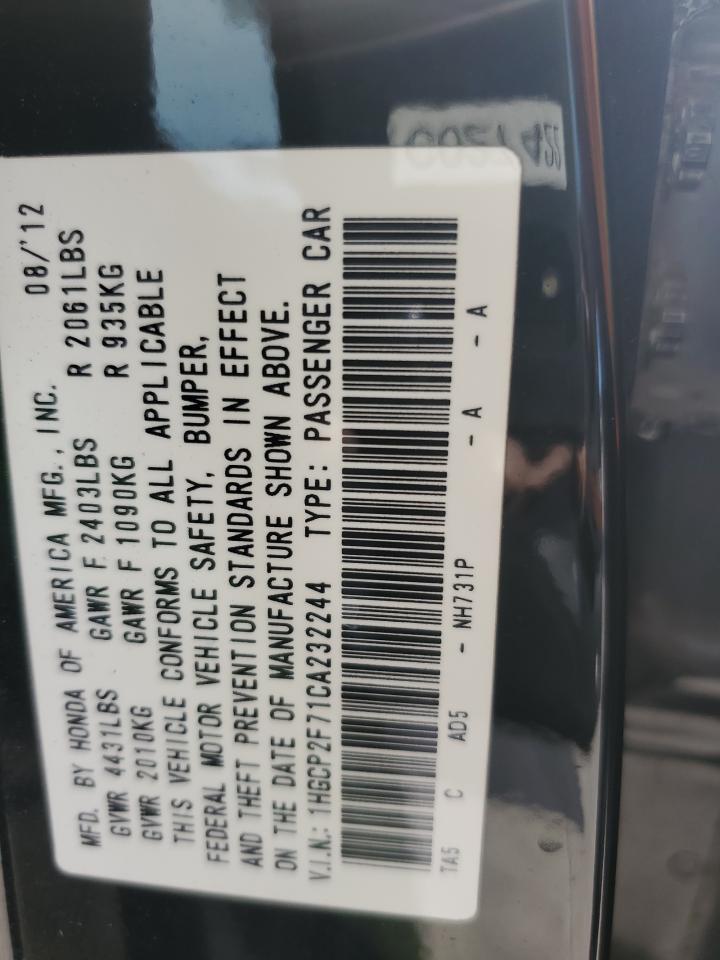 MFD. BY HONDA OF AMERICA MFG., INC. 08/'12
GVWR 4431LBS GAWR F 2403LBS R 2061LBS
GVWR 2010KG GAWR F 1090KG R 935KG
THIS VEHICLE CONFORMS TO ALL APPLICABLE
FEDERAL MOTOR VEHICLE SAFETY, BUMPER,
AND THEFT PREVENTION STANDARDS IN EFFECT
ON THE DATE OF MANUFACTURE SHOWN ABOVE.
V.I.N.: 1HGCP2F71CA232244 TYPE: PASSENGER CAR
TA5 C AD5 - NH731P - A - A